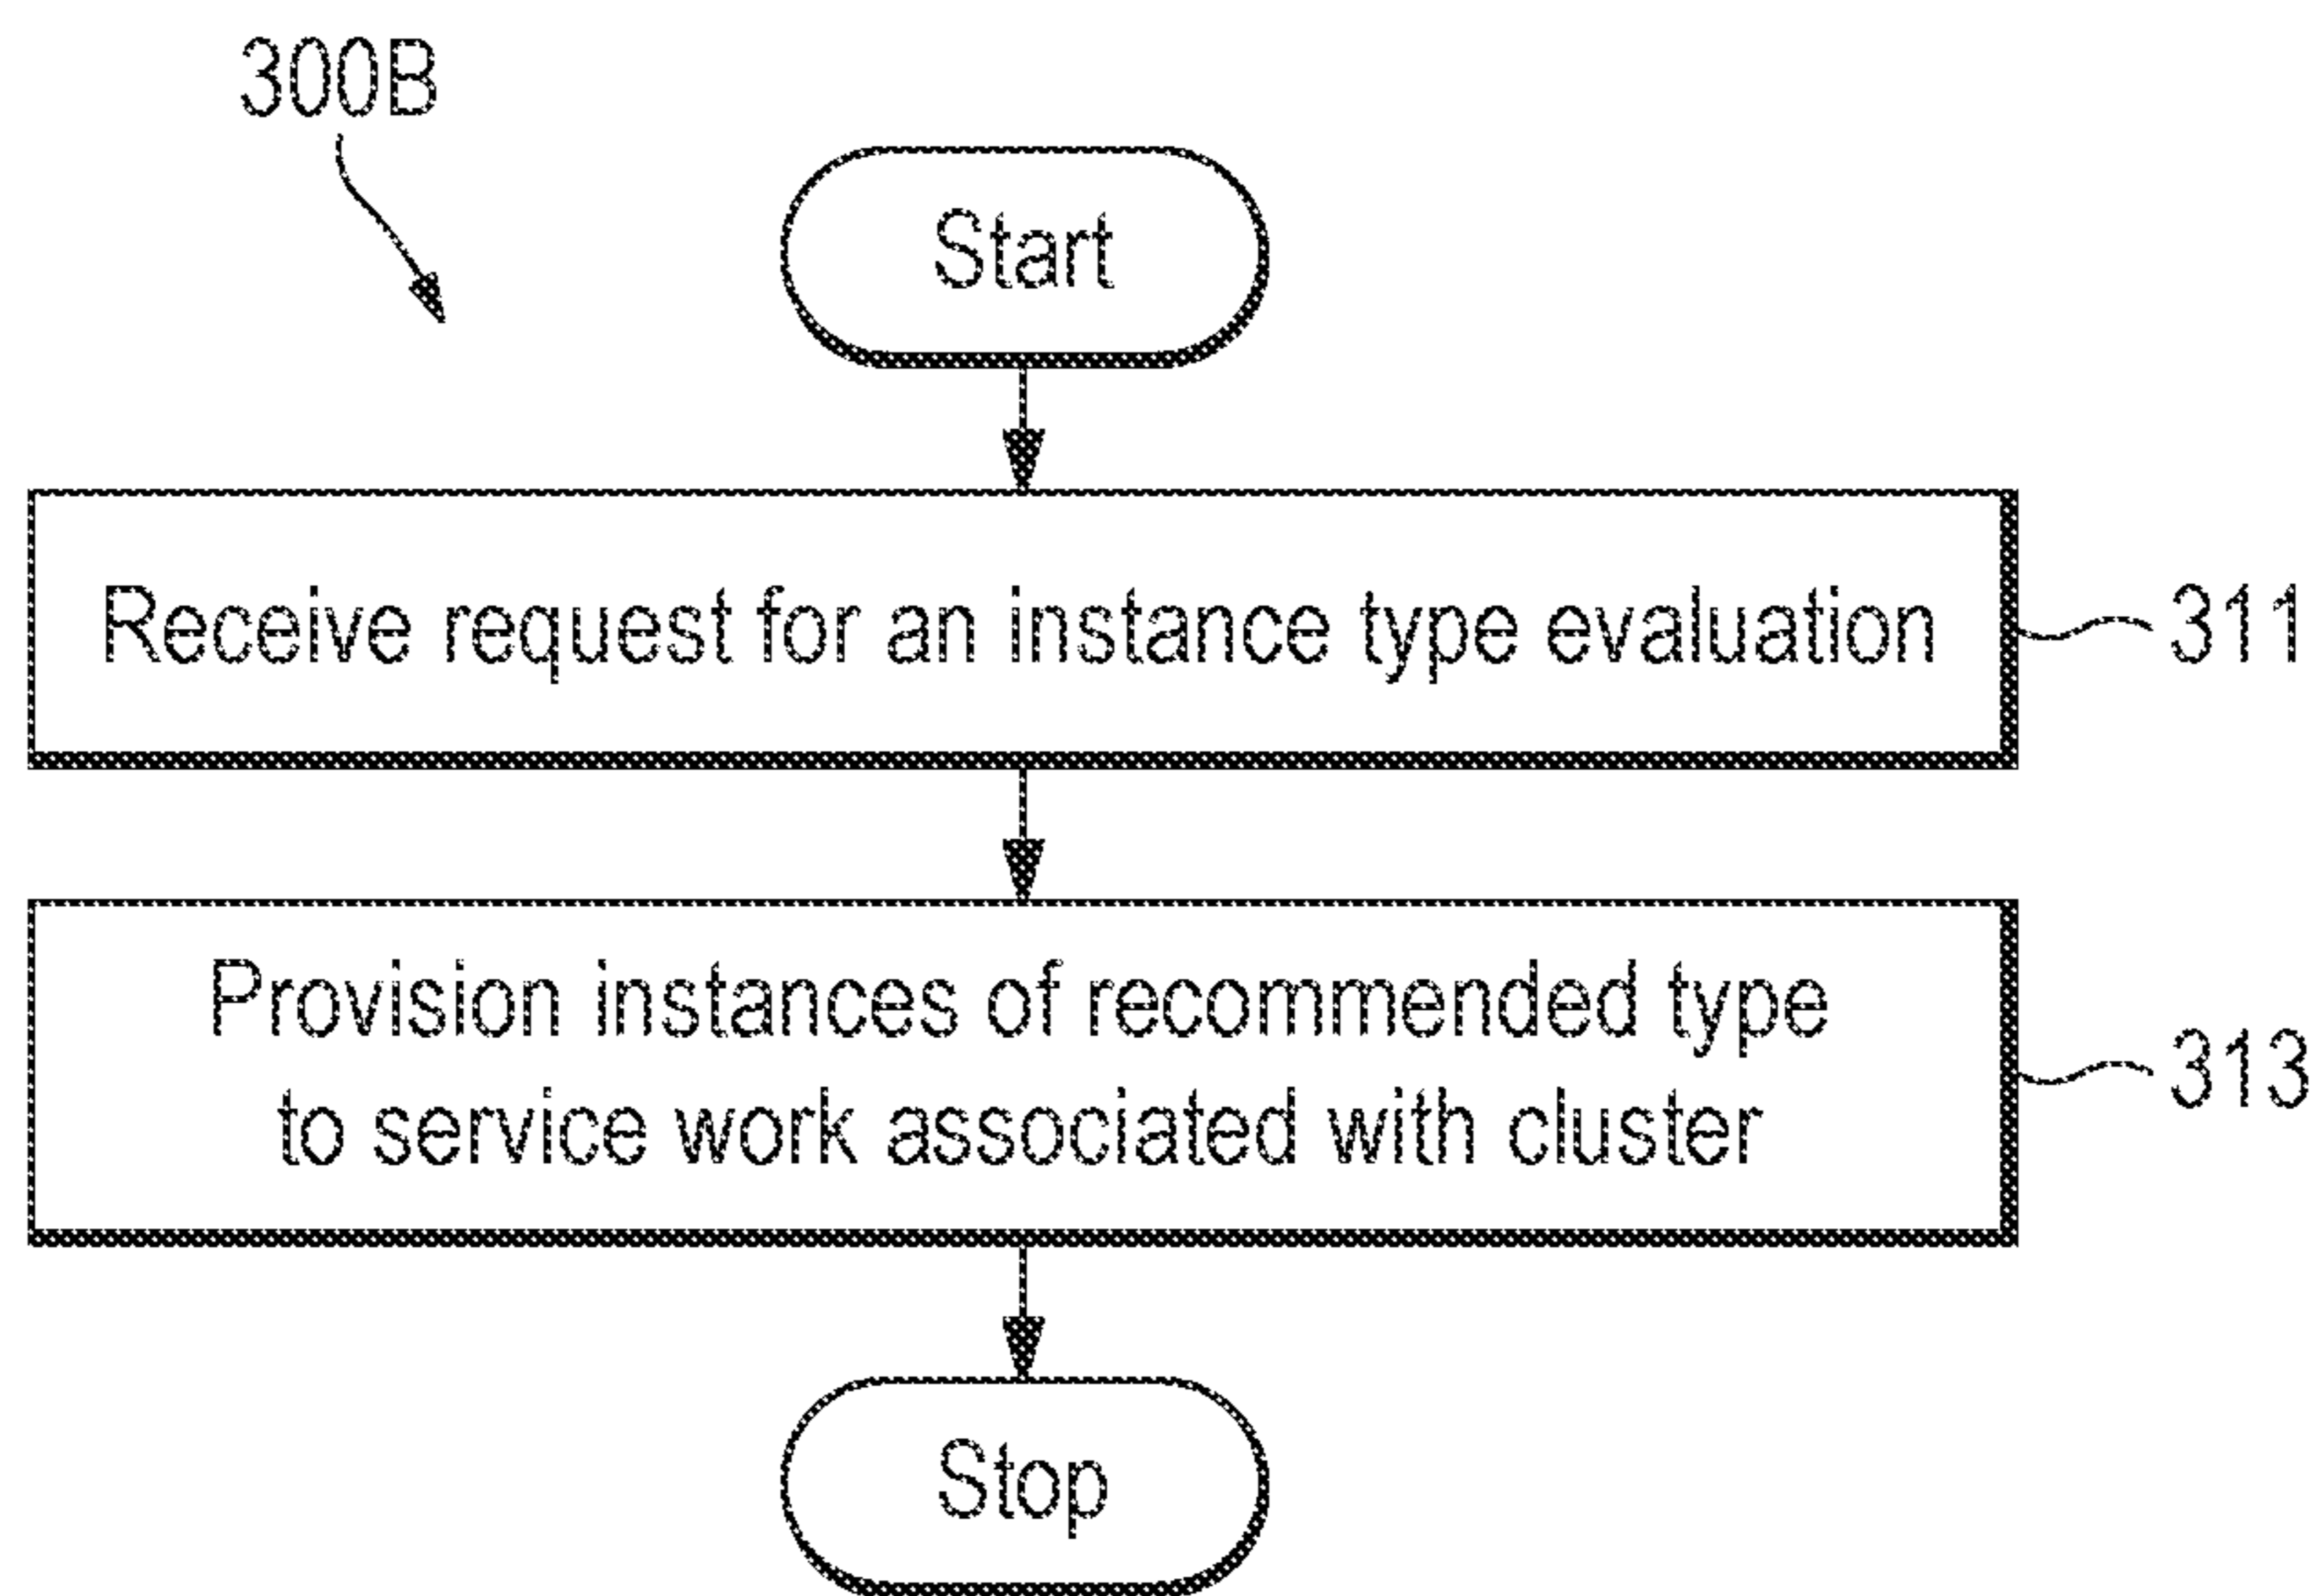 300B
Start
Receive request for an instance type evaluation
311
Provision instances of recommended type
to service work associated with cluster
313
Stop